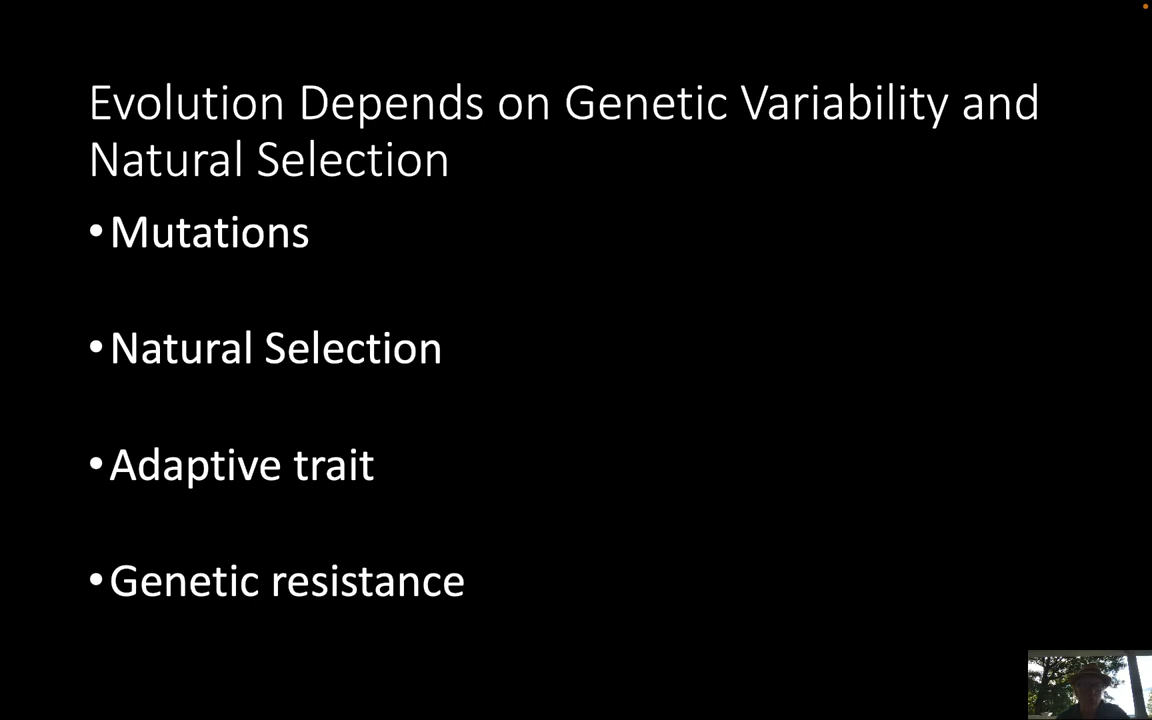 Evolution Depends on Genetic Variability and
Natural Selection
•Mutations
•Natural Selection
•Adaptive trait
•Genetic resistance